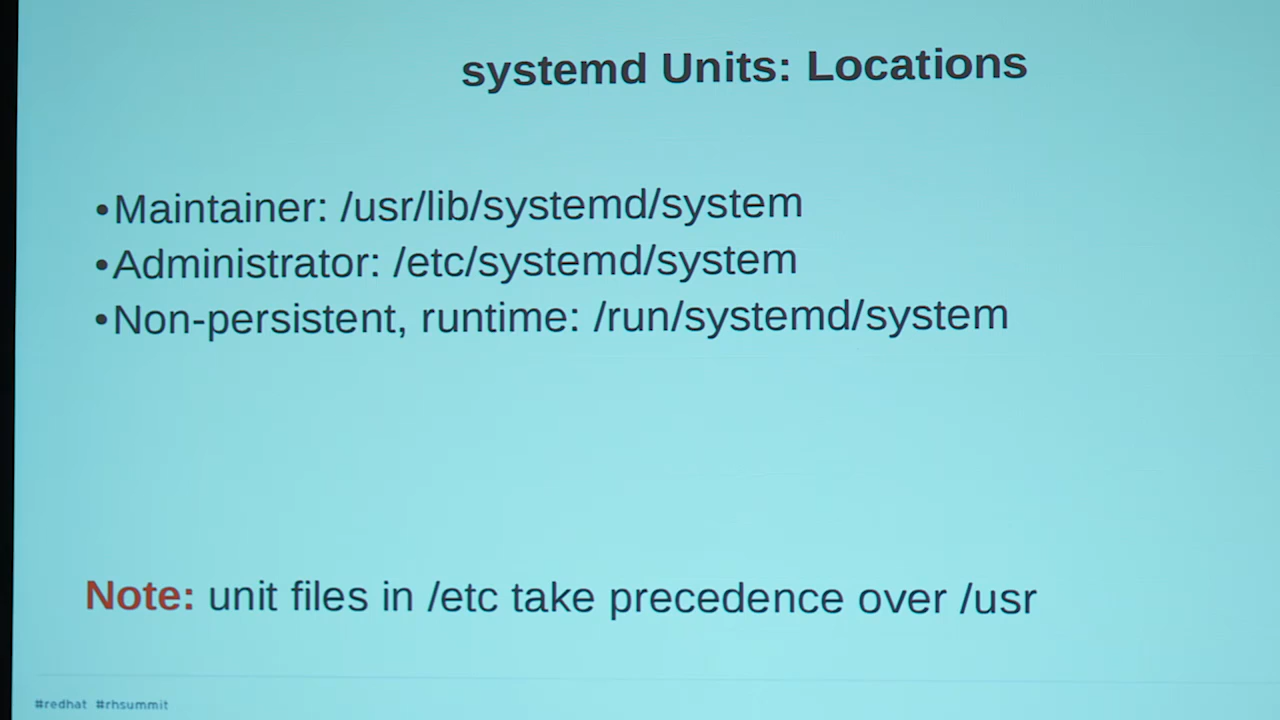 systemd Units: Locations
•Maintainer: /usr/lib/systemd/system
•Administrator: /etc/systemd/system
•Non-persistent, runtime: /run/systemd/system
Note: unit files in /etc take precedence over /usr
#redhat #rhsummit